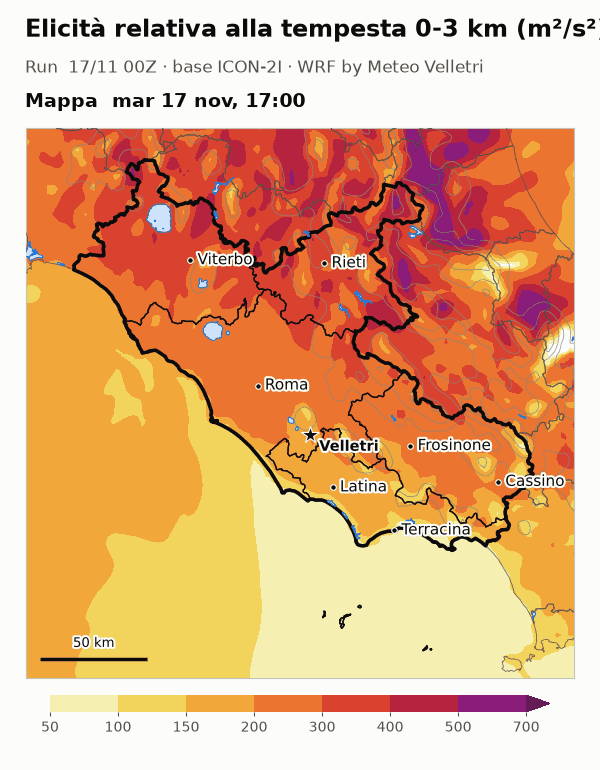 Elicità relativa alla tempesta 0-3 km (m²/s²)
Run 17/11 00Z · base ICON-2I · WRF by Meteo Velletri
Mappa mar 17 nov, 17:00
Viterbo
Rieti
Roma
Velletri
Frosinone
Latina
Cassino
Terracina
50 km
50 100 150 200 300 400 500 700